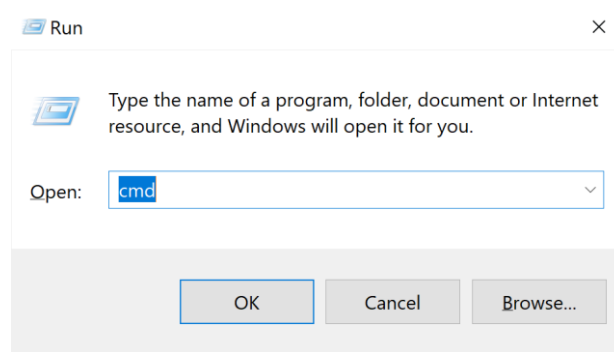 Run
Type the name of a program, folder, document or Internet
resource, and Windows will open it for you.
Open: cmd
OK Cancel Browse...